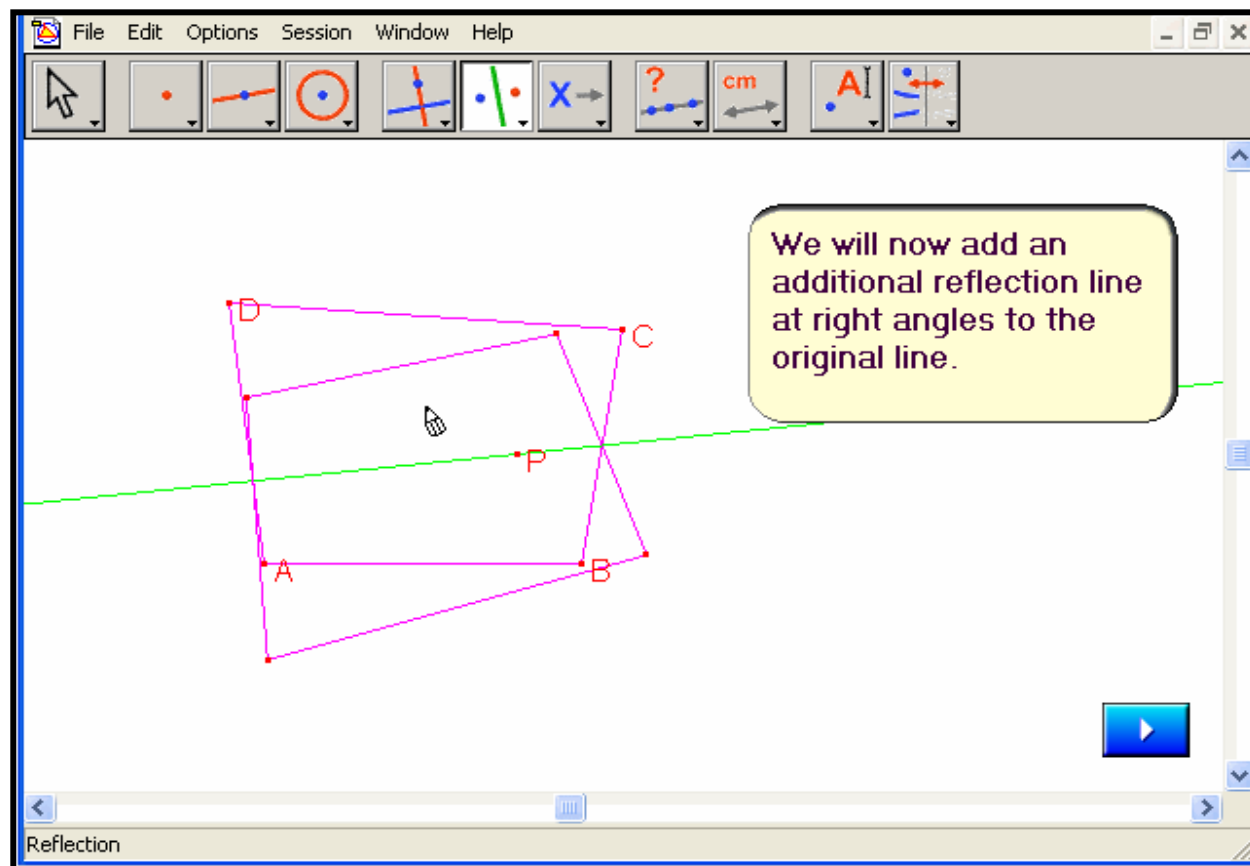 File Edit Options Session Window Help
X ? cm A
We will now add an
additional reflection line
at right angles to the
original line.
D
C
P
A
B
Reflection